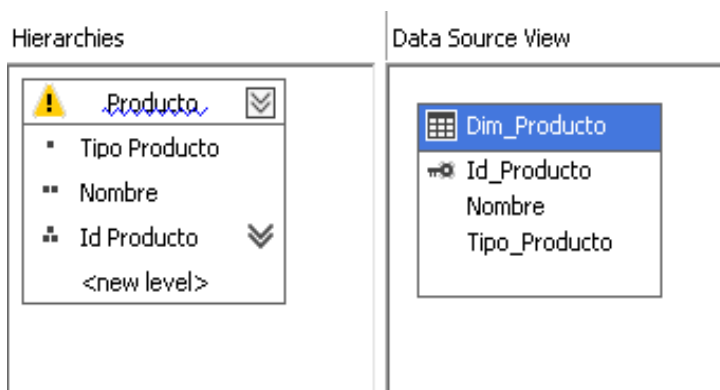 Hierarchies
Producto
Tipo Producto
Nombre
Id Producto
<new level>
Data Source View
Dim_Producto
Id_Producto
Nombre
Tipo_Producto